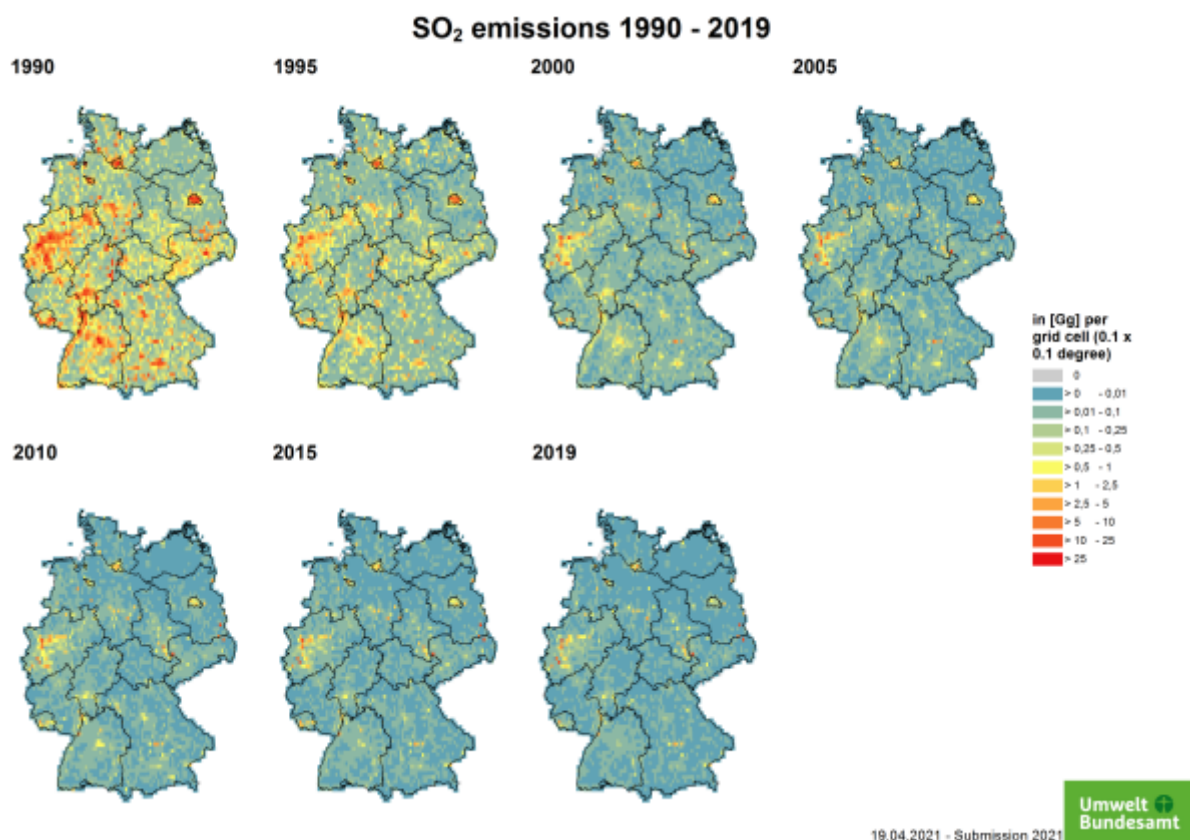 SO₂ emissions 1990 - 2019
1990
1995
2000
2005
in [Gg] per
grid cell (0.1 x
0.1 degree)
0
> 0 - 0,01
> 0,01 - 0,1
> 0,1 - 0,25
> 0,25 - 0,5
> 0,5 - 1
> 1 - 2,5
> 2,5 - 5
> 5 - 10
> 10 - 25
> 25
2010
2015
2019
Umwelt
Bundesamt
19.04.2021 - Submission 2021